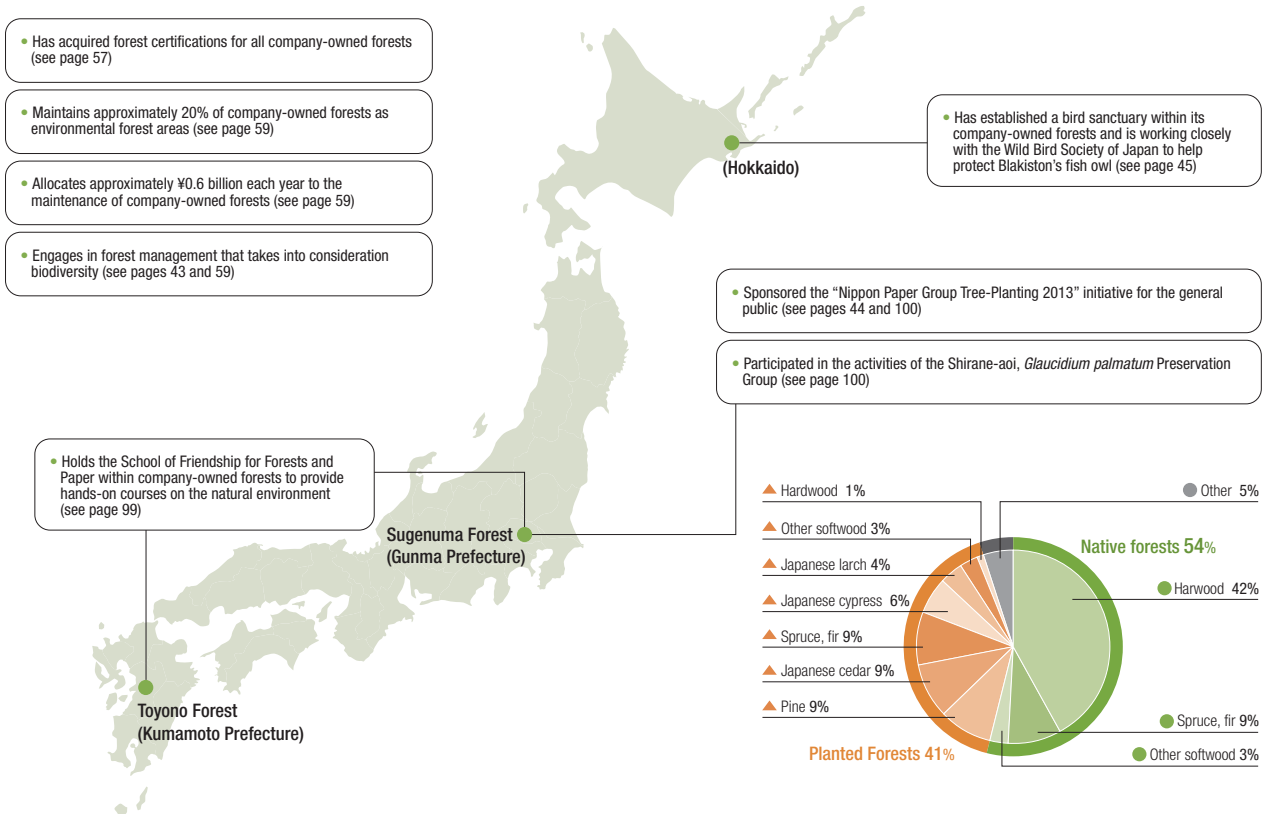 • Has acquired forest certifications for all company-owned forests
(see page 57)
• Maintains approximately 20% of company-owned forests as
environmental forest areas (see page 59)
• Allocates approximately ¥0.6 billion each year to the
maintenance of company-owned forests (see page 59)
• Engages in forest management that takes into consideration
biodiversity (see pages 43 and 59)
• Has established a bird sanctuary within its
company-owned forests and is working closely
with the Wild Bird Society of Japan to help
protect Blakiston's fish owl (see page 45)
(Hokkaido)
• Sponsored the “Nippon Paper Group Tree-Planting 2013” initiative for the general
public (see pages 44 and 100)
• Participated in the activities of the Shirane-aoi, Glaucidium palmatum Preservation
Group (see page 100)
• Holds the School of Friendship for Forests and
Paper within company-owned forests to provide
hands-on courses on the natural environment
(see page 99)
Sugenuma Forest
(Gunma Prefecture)
Toyono Forest
(Kumamoto Prefecture)
Hardwood 1%
Other softwood 3%
Japanese larch 4%
Japanese cypress 6%
Spruce, fir 9%
Japanese cedar 9%
Pine 9%
Planted Forests 41%
Other 5%
Native forests 54%
Harwood 42%
Spruce, fir 9%
Other softwood 3%